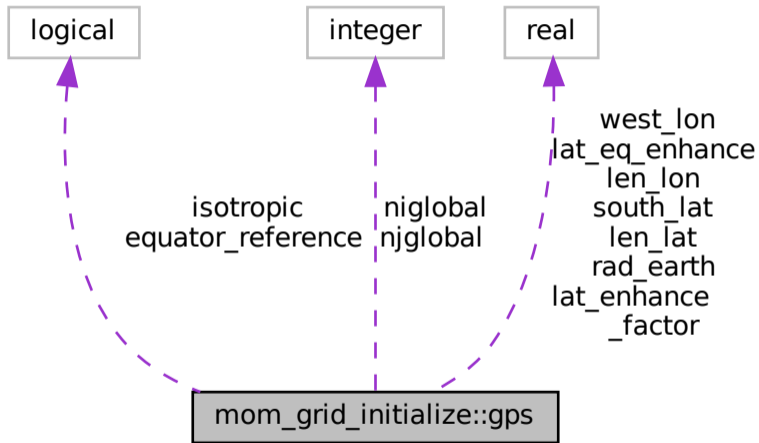 logical
integer
real
west_lon
lat_eq_enhance
len_lon
south_lat
len_lat
rad_earth
lat_enhance
_factor
isotropic
equator_reference
niglobal
njglobal
mom_grid_initialize::gps